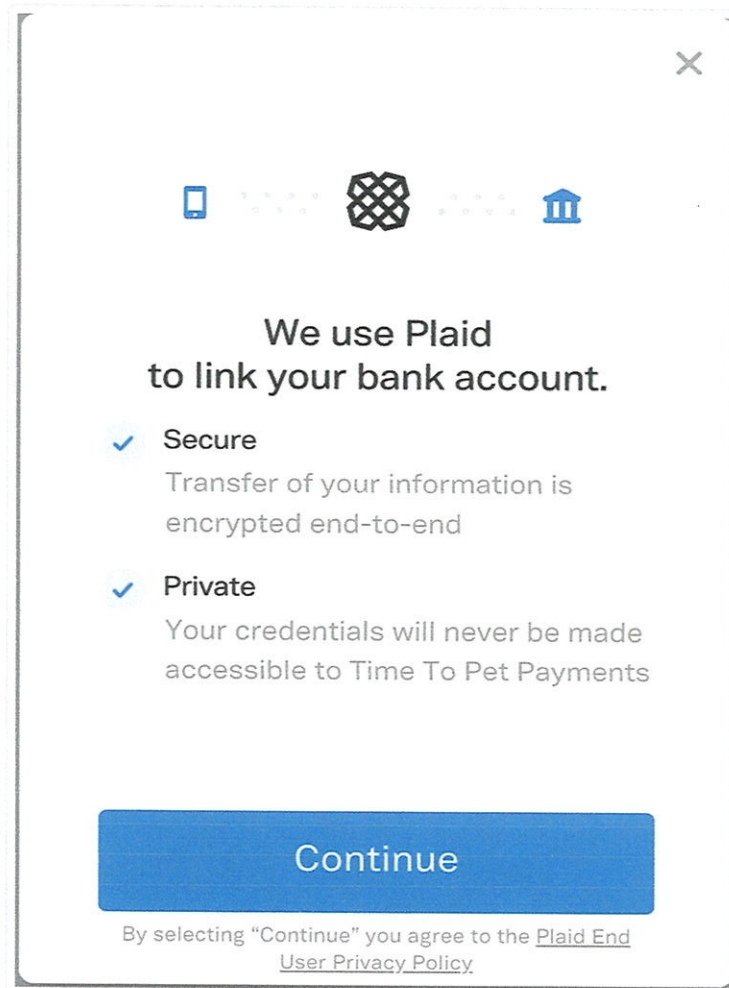 We use Plaid
to link your bank account.
Secure
Transfer of your information is
encrypted end-to-end
Private
Your credentials will never be made
accessible to Time To Pet Payments
Continue
By selecting “Continue” you agree to the Plaid End
User Privacy Policy